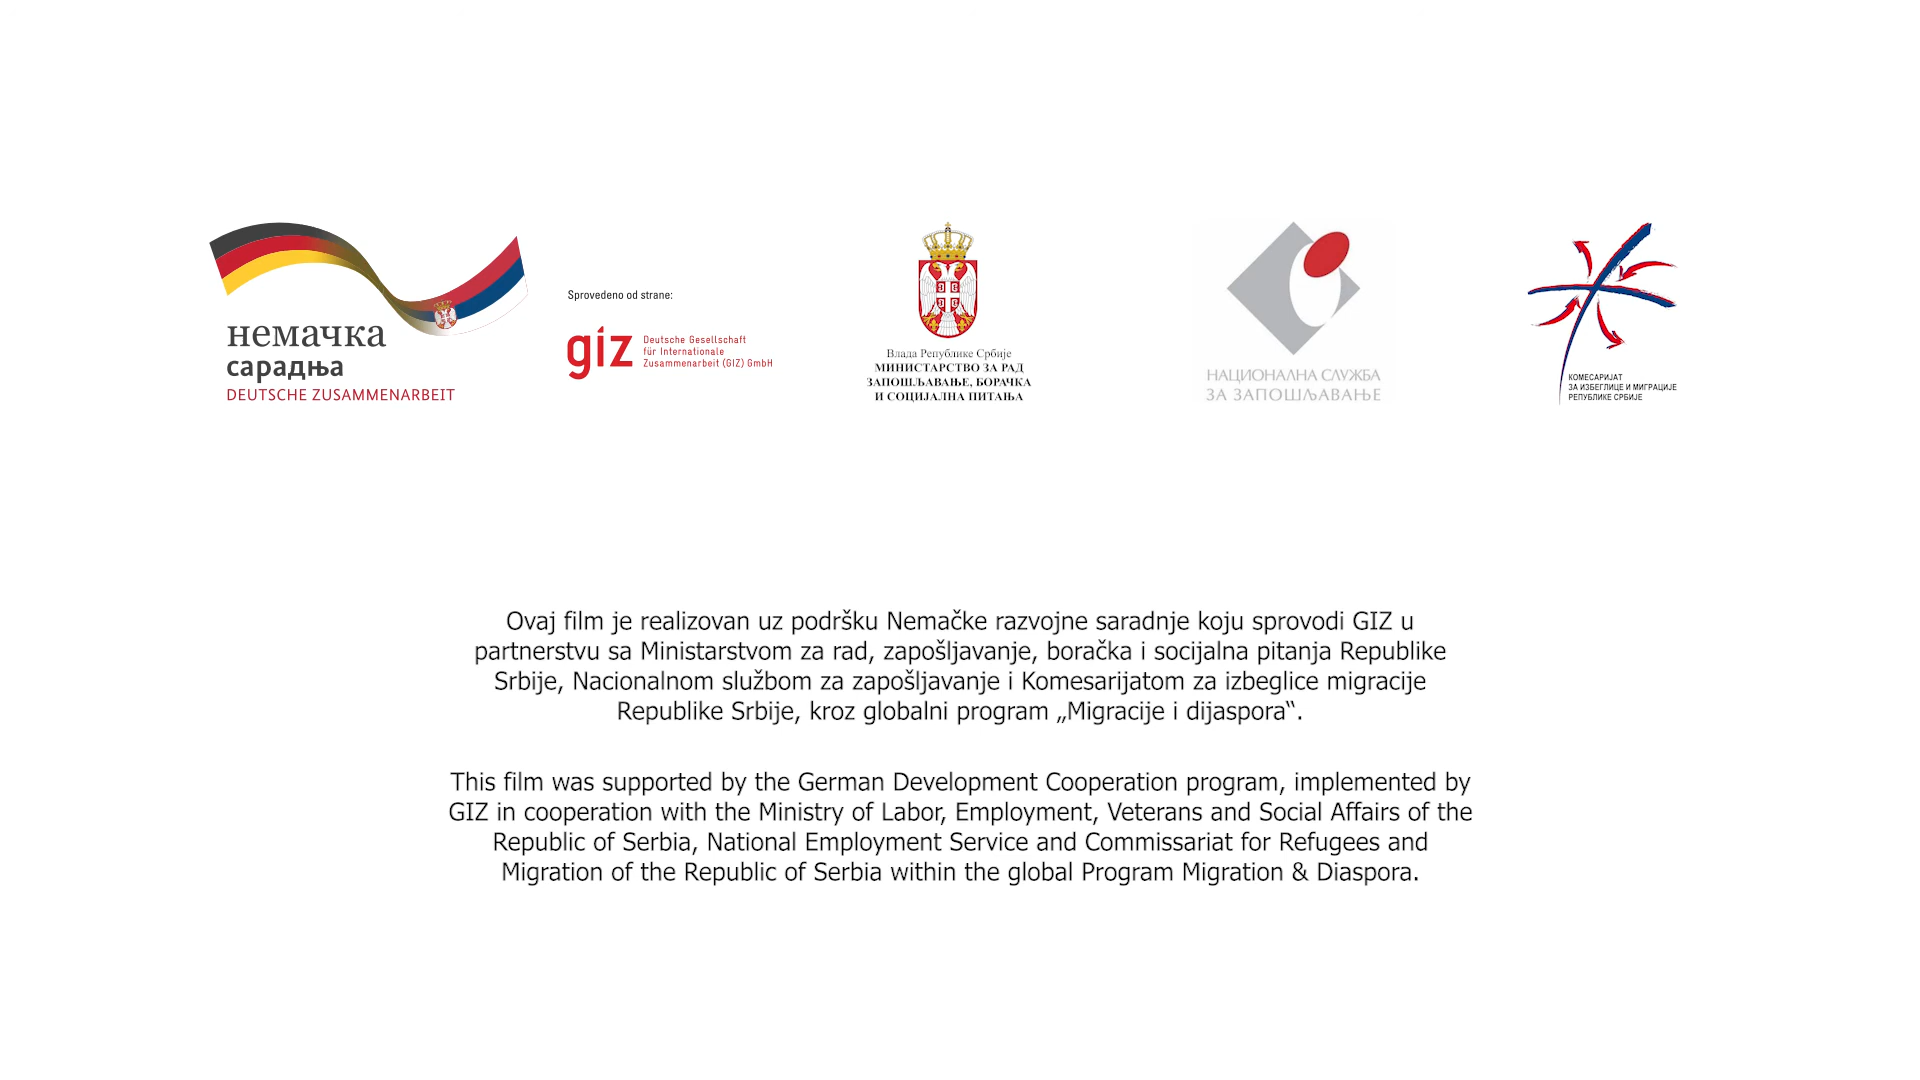 немачка
сарадња
DEUTSCHE ZUSAMMENARBEIT
Sprovedeno od strane:
giz
Deutsche Gesellschaft
für Internationale
Zusammenarbeit (GIZ) GmbH
Влада Републике Србије
МИНИСТАРСТВО ЗА РАД
ЗАПОШЉАВАЊЕ, БОРАЧКА
И СОЦИЈАЛНА ПИТАЊА
НАЦИОНАЛНА СЛУЖБА
ЗА ЗАПОШЉАВАЊЕ
КОМЕСАРИЈАТ
ЗА ИЗБЕГЛИЦЕ И МИГРАЦИЈЕ
РЕПУБЛИКЕ СРБИЈЕ
Ovaj film je realizovan uz podršku Nemačke razvojne saradnje koju sprovodi GIZ u
partnerstvu sa Ministarstvom za rad, zapošljavanje, boračka i socijalna pitanja Republike
Srbije, Nacionalnom službom za zapošljavanje i Komesarijatom za izbeglice migracije
Republike Srbije, kroz globalni program „Migracije i dijaspora“.
This film was supported by the German Development Cooperation program, implemented by
GIZ in cooperation with the Ministry of Labor, Employment, Veterans and Social Affairs of the
Republic of Serbia, National Employment Service and Commissariat for Refugees and
Migration of the Republic of Serbia within the global Program Migration & Diaspora.